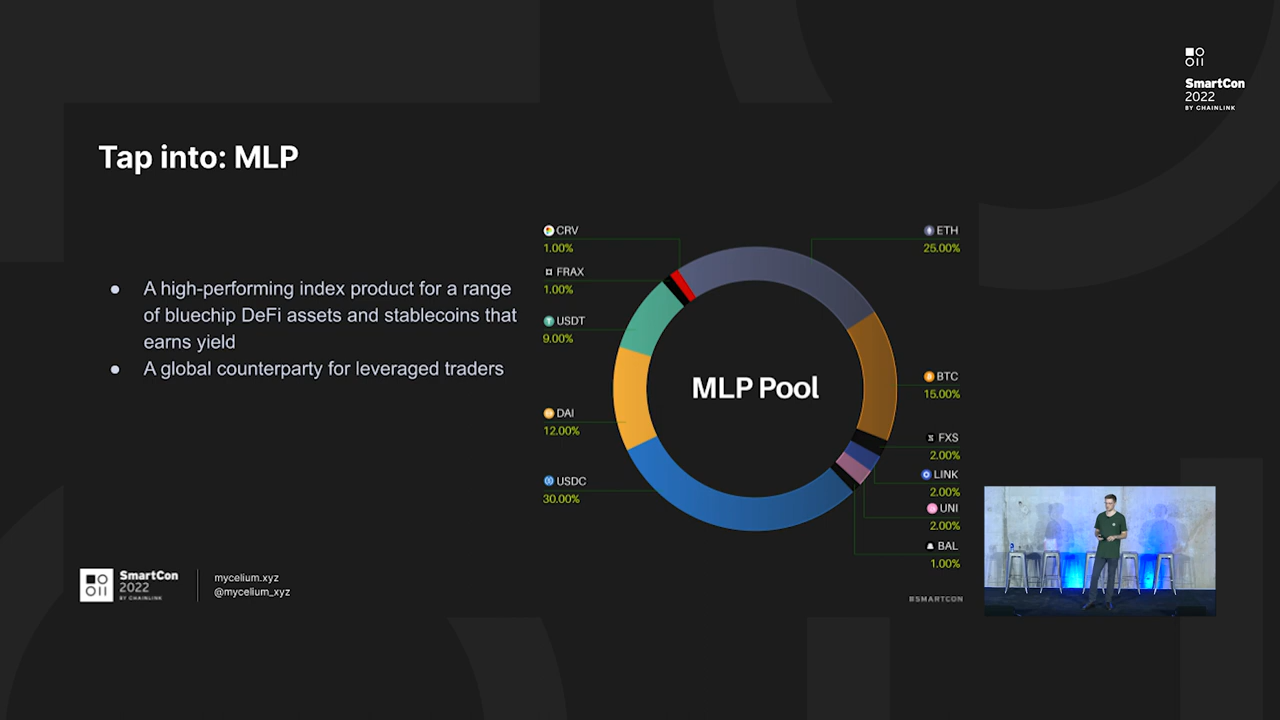 SmartCon
2022
BY CHAINLINK
Tap into: MLP
A high-performing index product for a range
of bluechip DeFi assets and stablecoins that
earns yield
A global counterparty for leveraged traders
CRV
1.00%
FRAX
1.00%
USDT
9.00%
DAI
12.00%
USDC
30.00%
MLP Pool
ETH
25.00%
BTC
15.00%
FXS
2.00%
LINK
2.00%
UNI
2.00%
BAL
1.00%
SmartCon
2022
BY CHAINLINK
mycelium.xyz
@mycelium_xyz
#SMARTCON